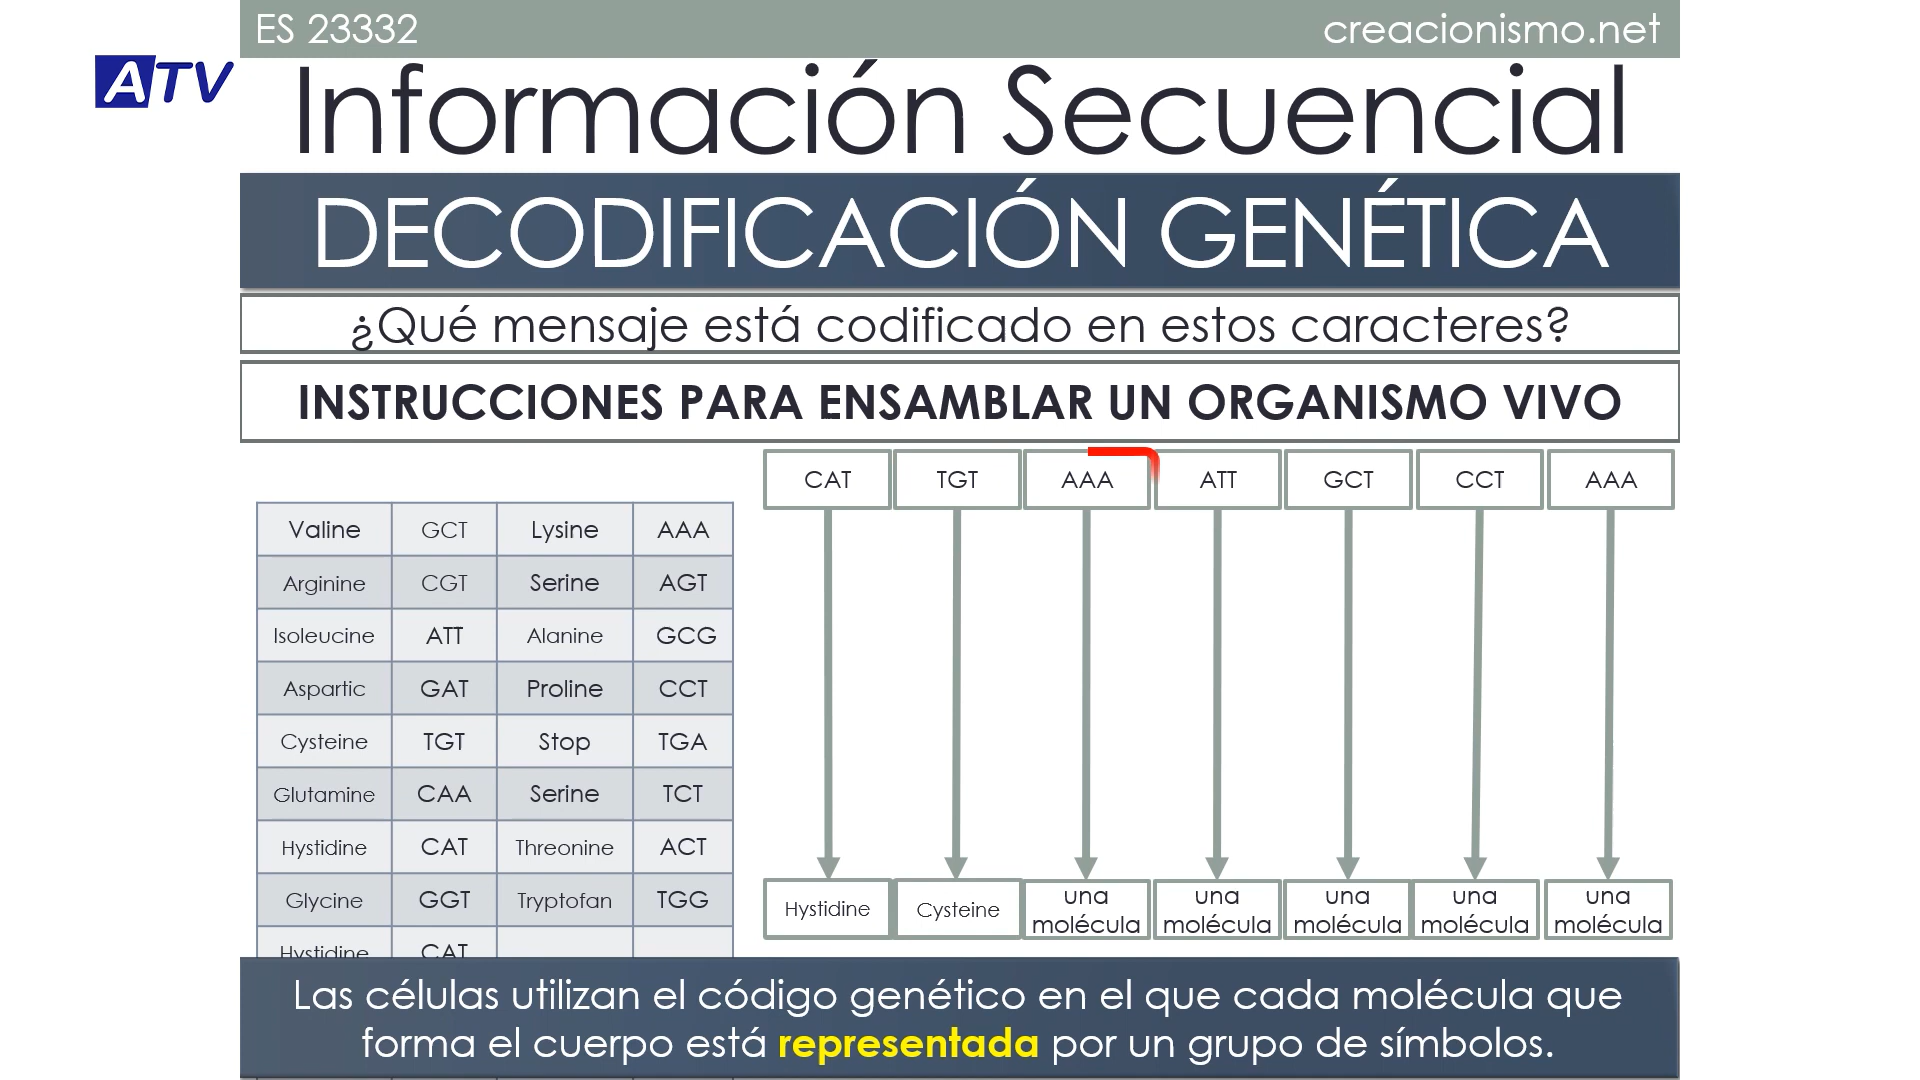 ES 23332
creacionismo.net
ATV
Información Secuencial
DECODIFICACIÓN GENÉTICA
¿Qué mensaje está codificado en estos caracteres?
INSTRUCCIONES PARA ENSAMBLAR UN ORGANISMO VIVO
CAT TGT AAA ATT GCT CCT AAA
Valine GCT Lysine AAA
Arginine CGT Serine AGT
Isoleucine ATT Alanine GCG
Aspartic GAT Proline CCT
Cysteine TGT Stop TGA
Glutamine CAA Serine TCT
Hystidine CAT Threonine ACT
Glycine GGT Tryptofan TGG
Hystidine CAT
Hystidine
Cysteine
una
molécula
una
molécula
una
molécula
una
molécula
una
molécula
Las células utilizan el código genético en el que cada molécula que
forma el cuerpo está representada por un grupo de símbolos.